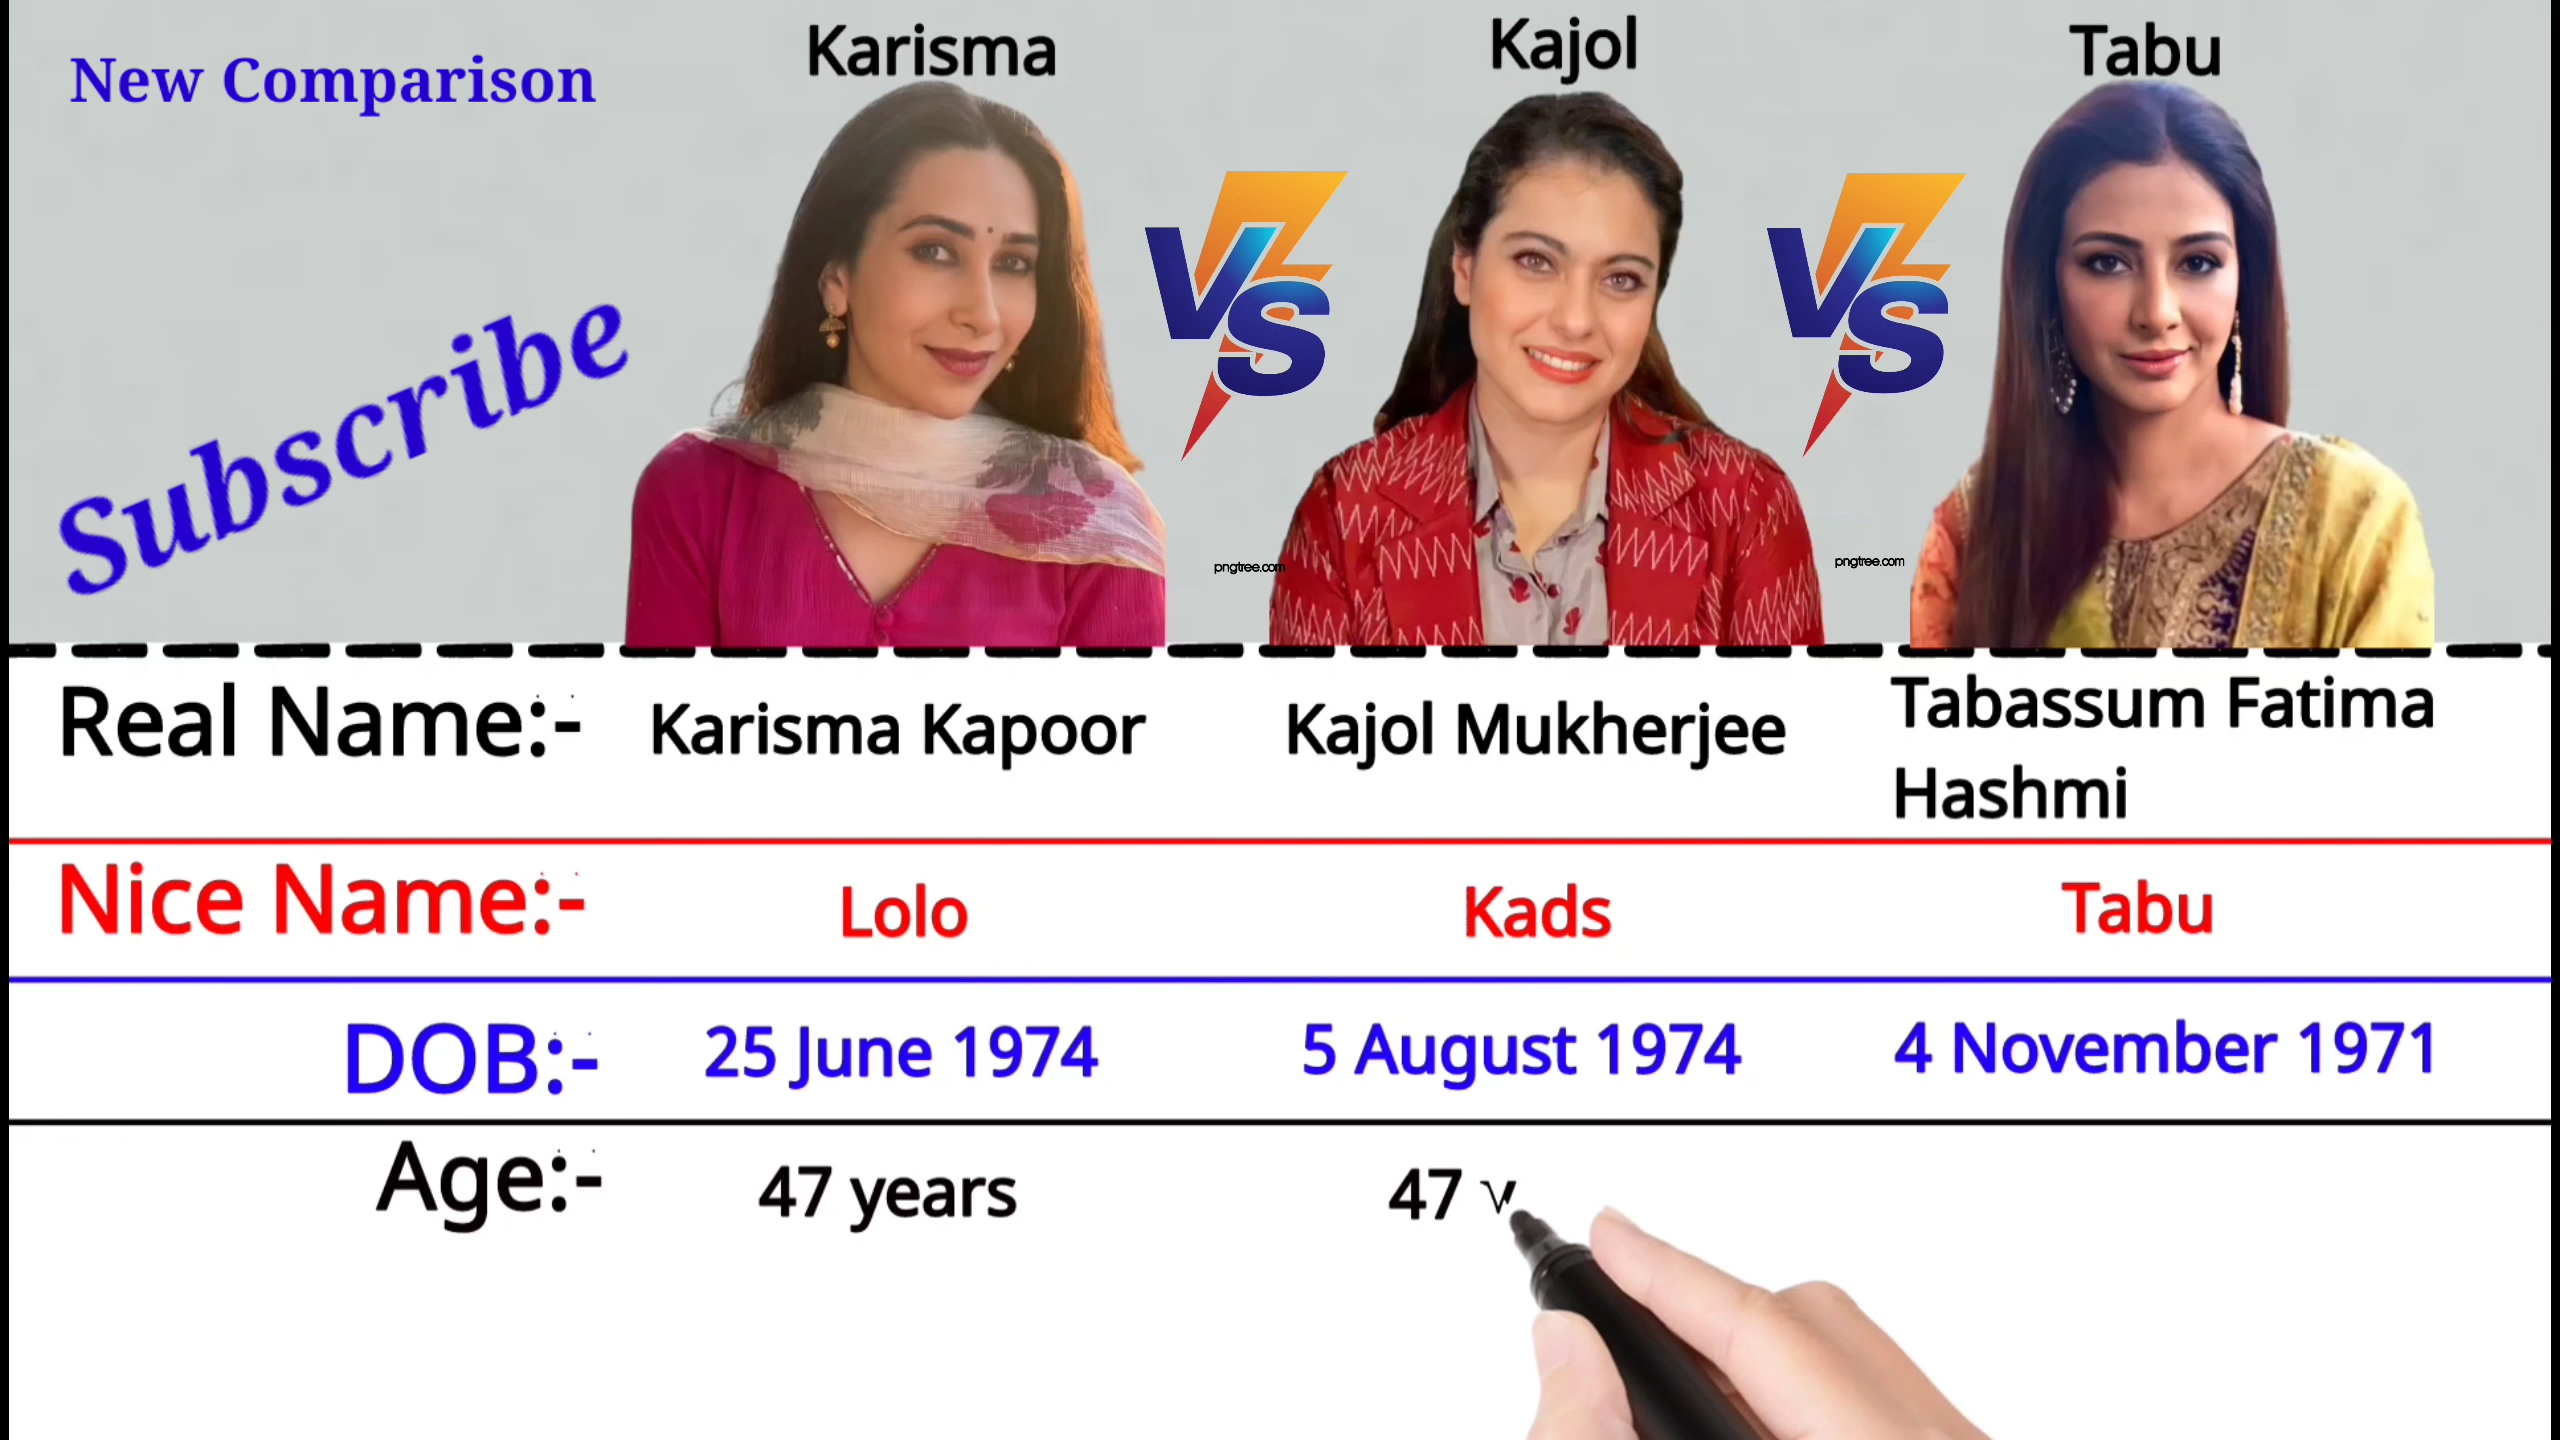 New Comparison
Karisma
Kajol
Tabu
Subscribe
VS
VS
pngtree.com
pngtree.com
Real Name:-
Karisma Kapoor
Kajol Mukherjee
Tabassum Fatima
Hashmi
Nice Name:-
Lolo
Kads
Tabu
DOB:-
25 June 1974
5 August 1974
4 November 1971
Age:-
47 years
47